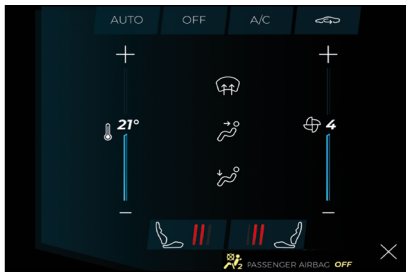 AUTO OFF A/C
+ +
21° 4
− −
PASSENGER AIRBAG OFF